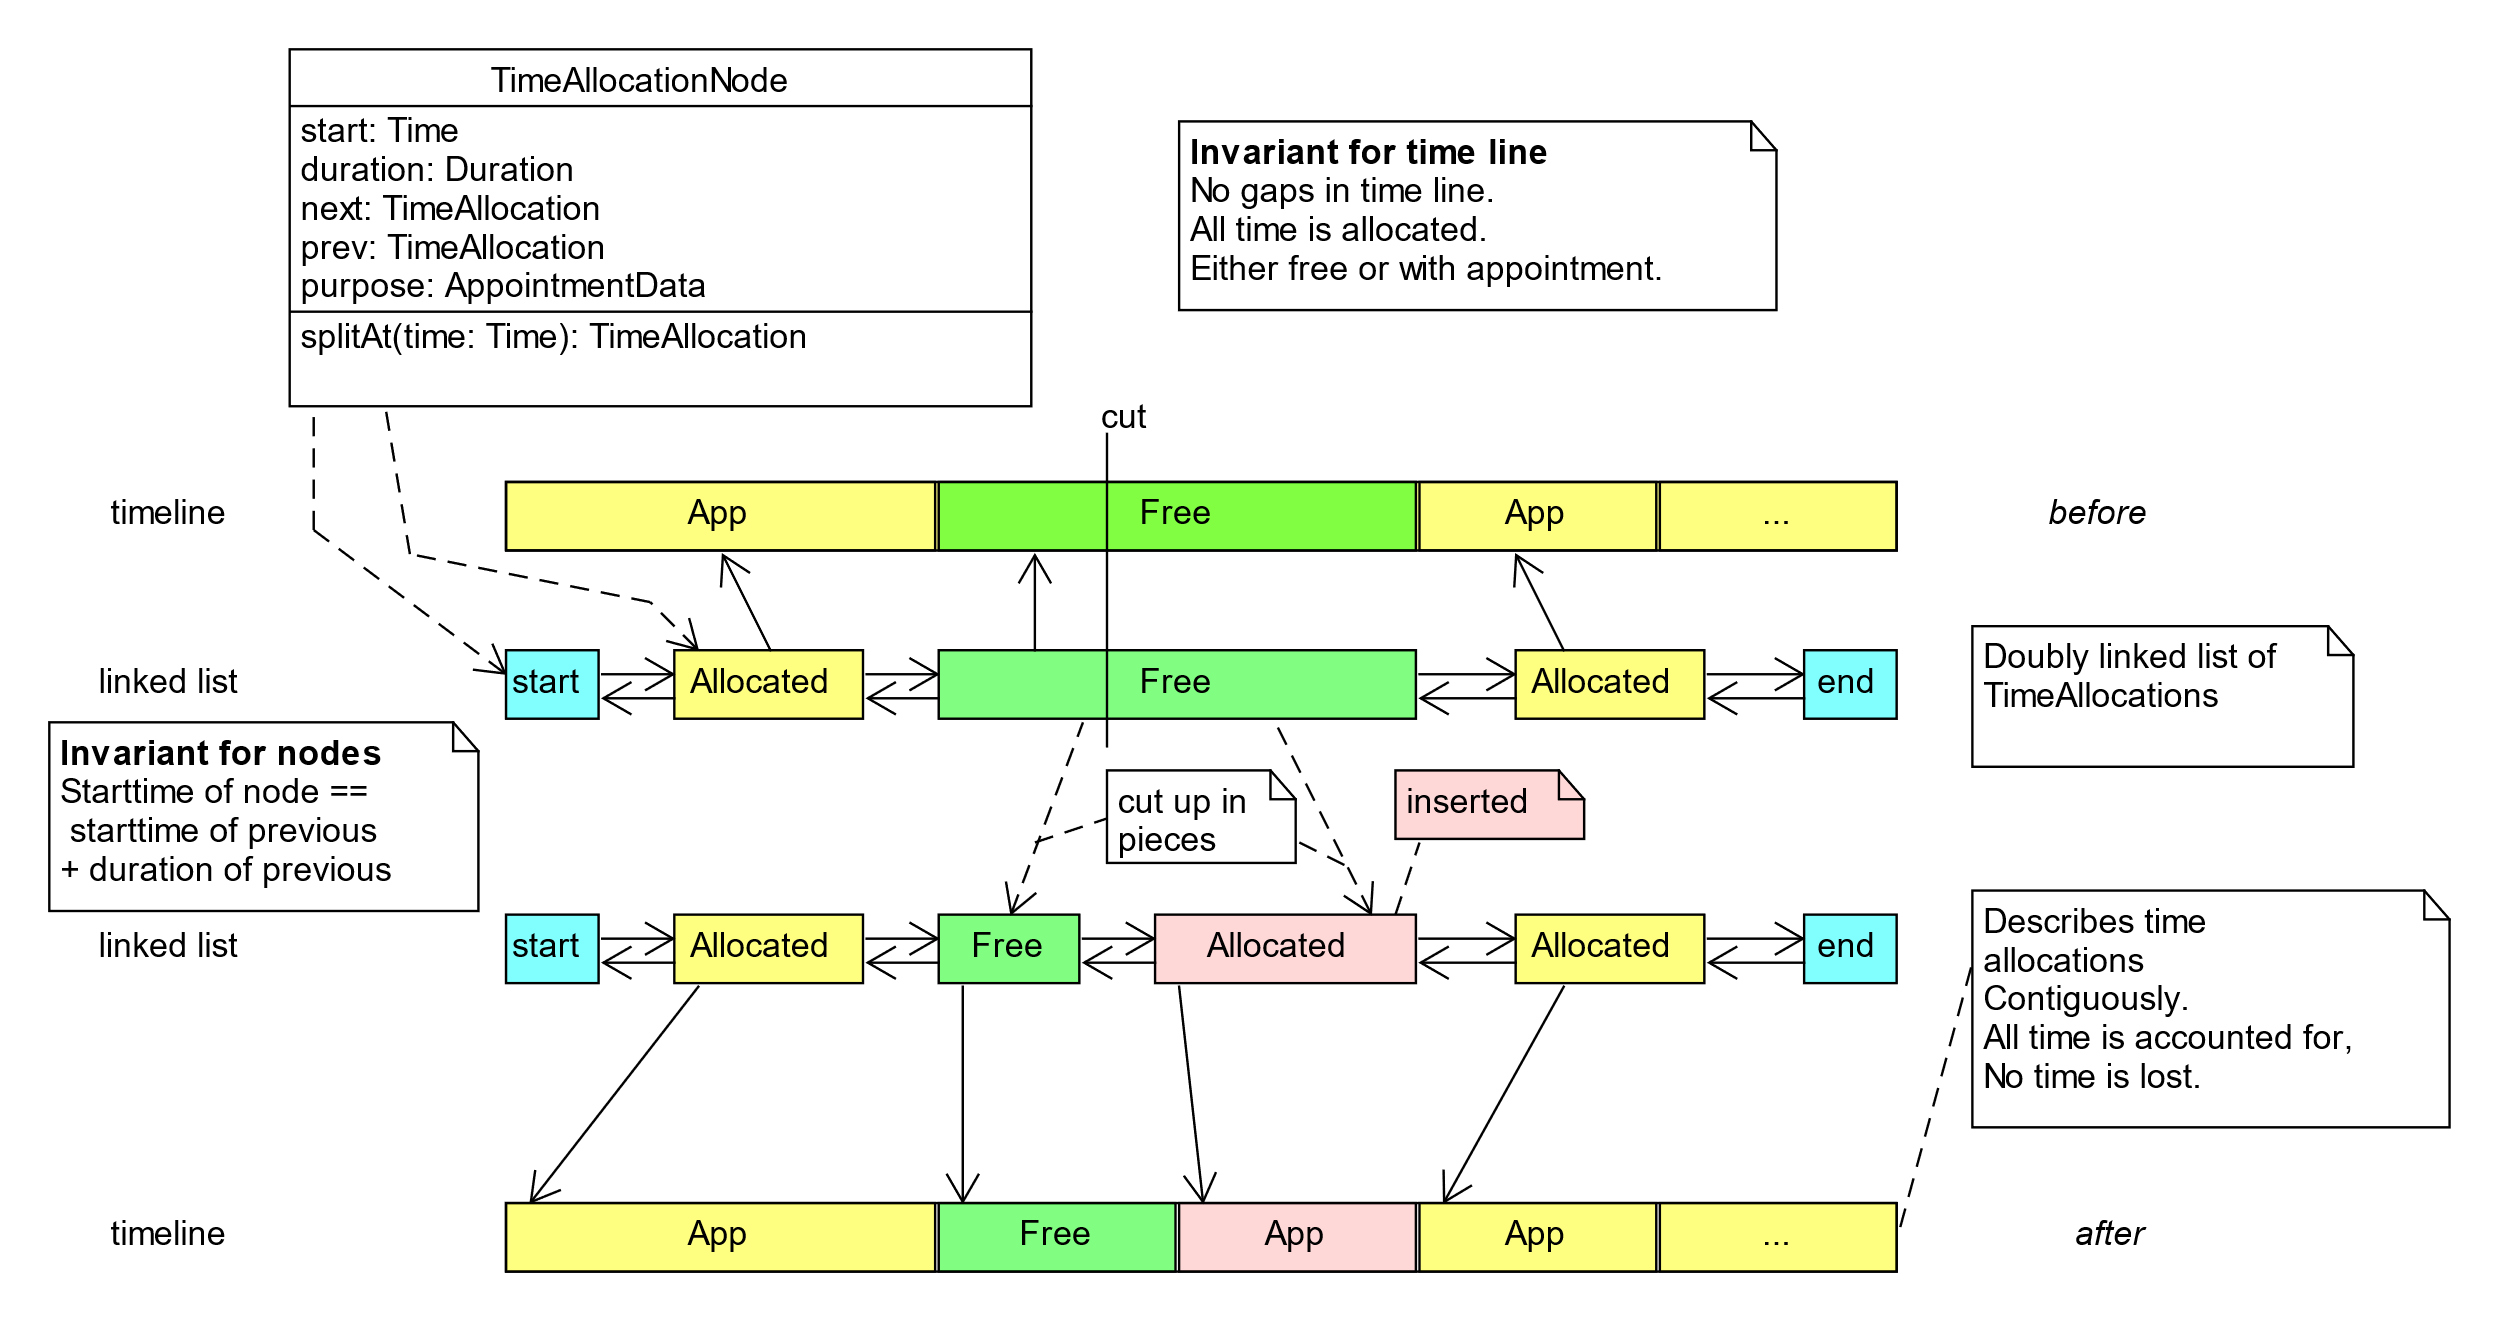 TimeAllocationNode
start: Time
duration: Duration
next: TimeAllocation
prev: TimeAllocation
purpose: AppointmentData
splitAt(time: Time): TimeAllocation
Invariant for time line
No gaps in time line.
All time is allocated.
Either free or with appointment.
cut
timeline
App
Free
App
...
before
linked list
start
Allocated
Free
Allocated
end
Doubly linked list of
TimeAllocations
Invariant for nodes
Starttime of node ==
starttime of previous
+ duration of previous
cut up in
pieces
inserted
linked list
start
Allocated
Free
Allocated
Allocated
end
Describes time
allocations
Contiguously.
All time is accounted for,
No time is lost.
timeline
App
Free
App
App
...
after